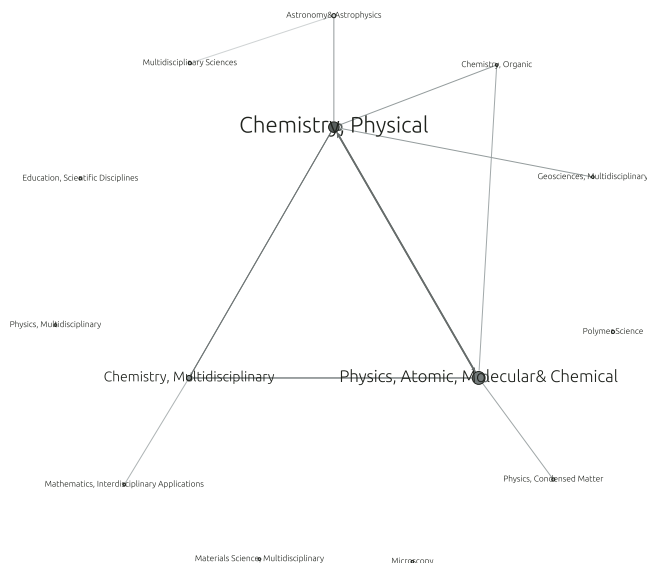 Astronomy& Astrophysics
Multidisciplinary Sciences
Chemistry, Organic
Chemistry, Physical
Education, Scientific Disciplines
Geosciences, Multidisciplinary
Physics, Multidisciplinary
Polymer Science
Chemistry, Multidisciplinary
Physics, Atomic, Molecular& Chemical
Mathematics, Interdisciplinary Applications
Physics, Condensed Matter
Materials Science, Multidisciplinary
Microscopy